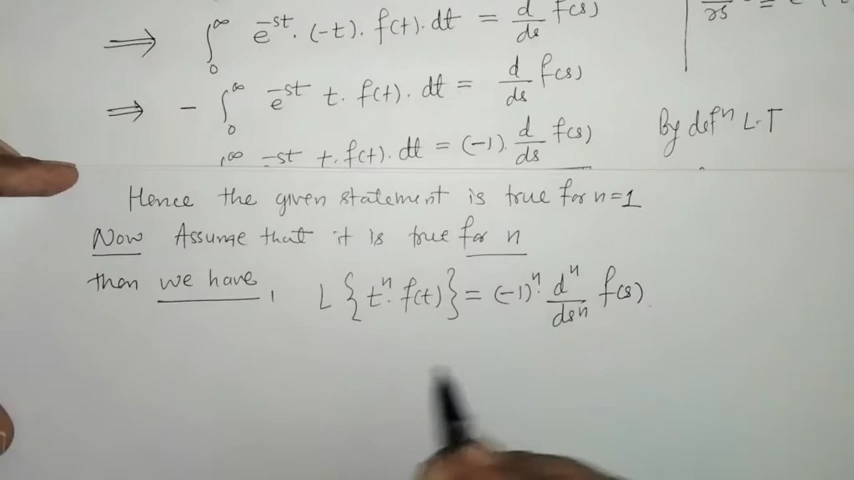 ⇒ ∫₀^∞ e^-st · (-t) · f(t) · dt = d/ds f(s)
⇒ - ∫₀^∞ e^-st t · f(t) · dt = d/ds f(s)
∞ -st t · f(t) · dt = (-1) · d/ds f(s) By defⁿ L.T
Hence the given statement is true for n=1
Now Assume that it is true for n
then we have, L{tⁿ · f(t)} = (-1)ⁿ · dⁿ/dsⁿ f(s)